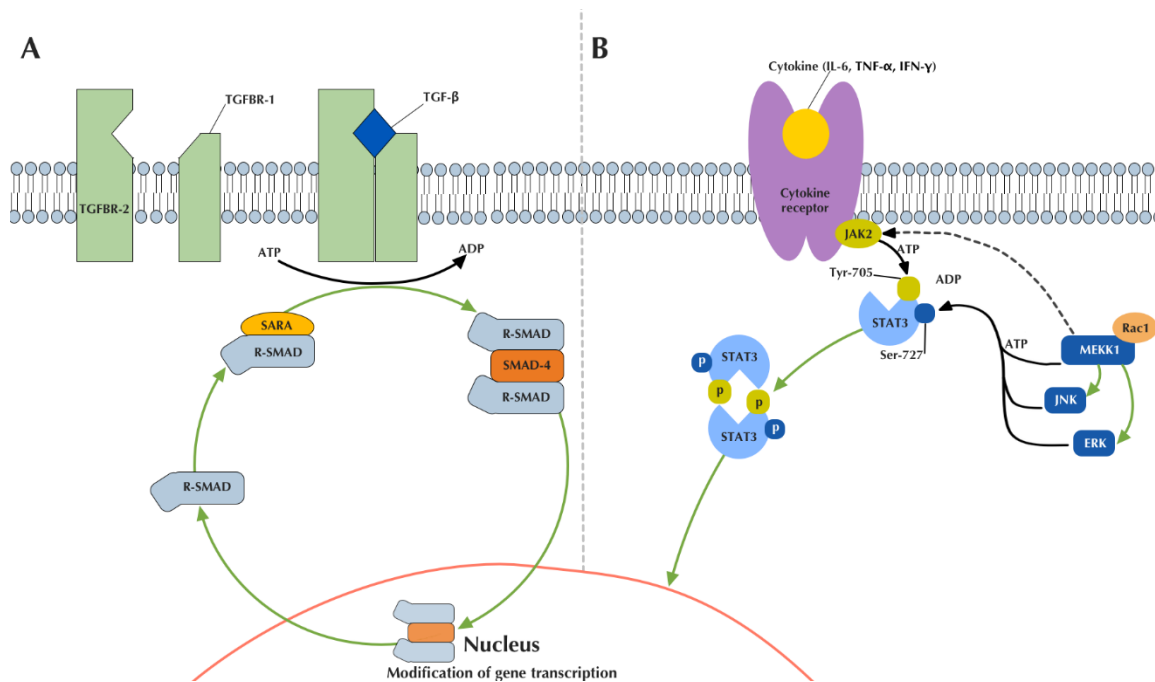 A
TGFBR-1
TGF-β
TGFBR-2
ATP
ADP
SARA
R-SMAD
R-SMAD
SMAD-4
R-SMAD
R-SMAD
Nucleus
Modification of gene transcription
B
Cytokine (IL-6, TNF-α, IFN-γ)
Cytokine
receptor
JAK2
ATP
Tyr-705
ADP
STAT3
Ser-727
Rac1
MEKK1
ATP
JNK
ERK
STAT3
P
p
p
p
STAT3